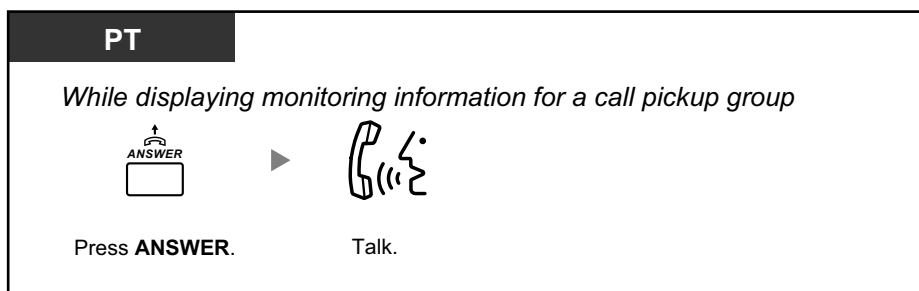 PT
While displaying monitoring information for a call pickup group
ANSWER
Press ANSWER.
Talk.